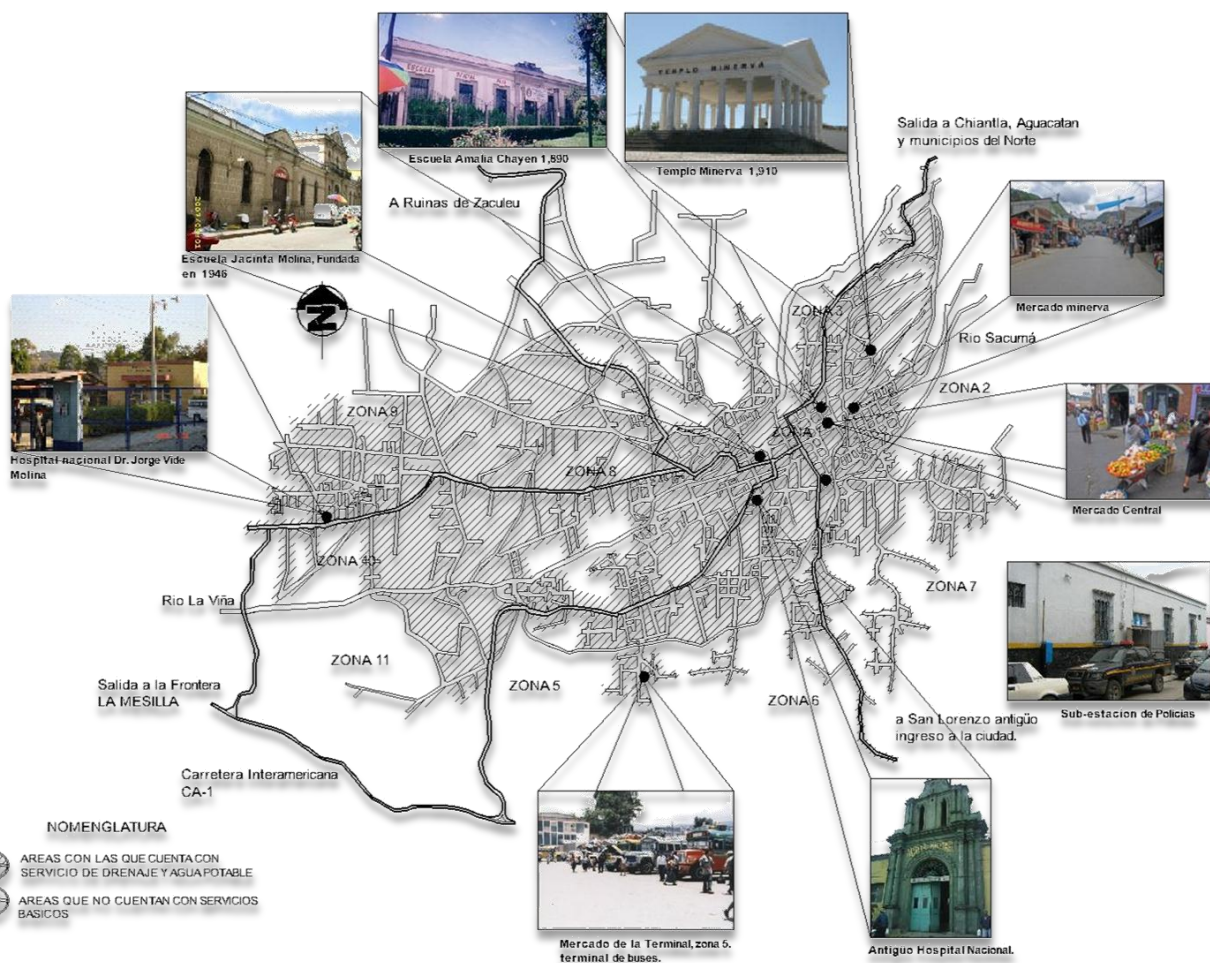 ESCUELA
TEMPLO MINERVA
Escuela Amalia Chayen 1,890
Templo Minerva 1,910
Salida a Chiantla, Aguacatan
y municipios del Norte
A Ruinas de Zaculeu
Escuela Jacinta Molina, Fundada
en 1946
N
Mercado minerva
ZONA 3
Rio Sacumá
ZONA 2
ZONA 9
ZONA
ZONA 8
Hospital nacional Dr. Jorge Vide
Molina
Mercado Central
ZONA 10
ZONA 7
Rio La Viña
ZONA 11
ZONA 5
ZONA 6
Salida a la Frontera
LA MESILLA
Sub-estacion de Policias
a San Lorenzo antigüo
ingreso a la ciudad.
Carretera Interamericana
CA-1
NOMENGLATURA
AREAS CON LAS QUE CUENTA CON
SERVICIO DE DRENAJE Y AGUA POTABLE
AREAS QUE NO CUENTAN CON SERVICIOS
BASICOS
Mercado de la Terminal, zona 5.
terminal de buses.
Antiguo Hospital Nacional.